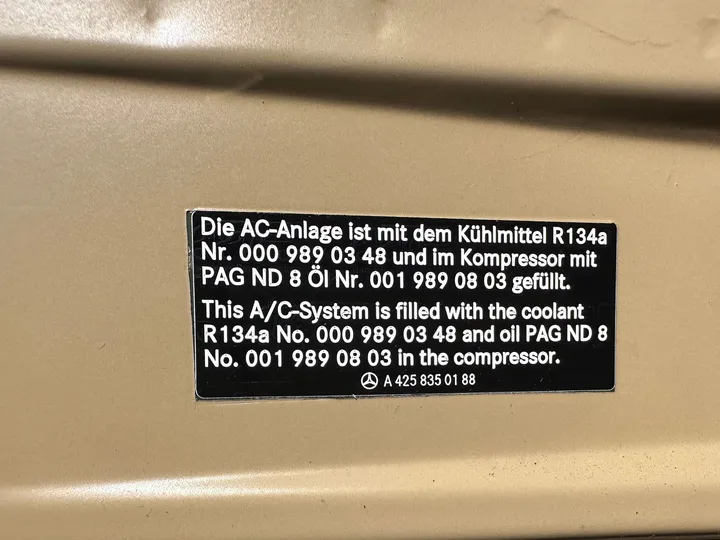 Die AC-Anlage ist mit dem Kühlmittel R134a
Nr. 000 989 03 48 und im Kompressor mit
PAG ND 8 Öl Nr. 001 989 08 03 gefüllt.
This A/C-System is filled with the coolant
R134a No. 000 989 03 48 and oil PAG ND 8
No. 001 989 08 03 in the compressor.
A 425 835 01 88